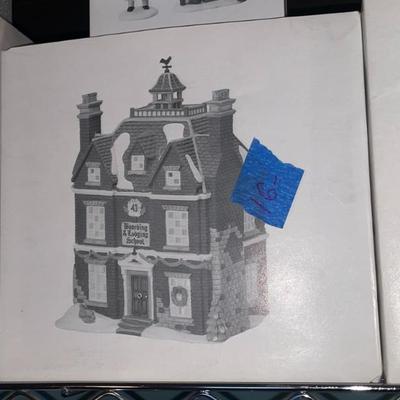 16-
43
Boarding
& Lodging
School